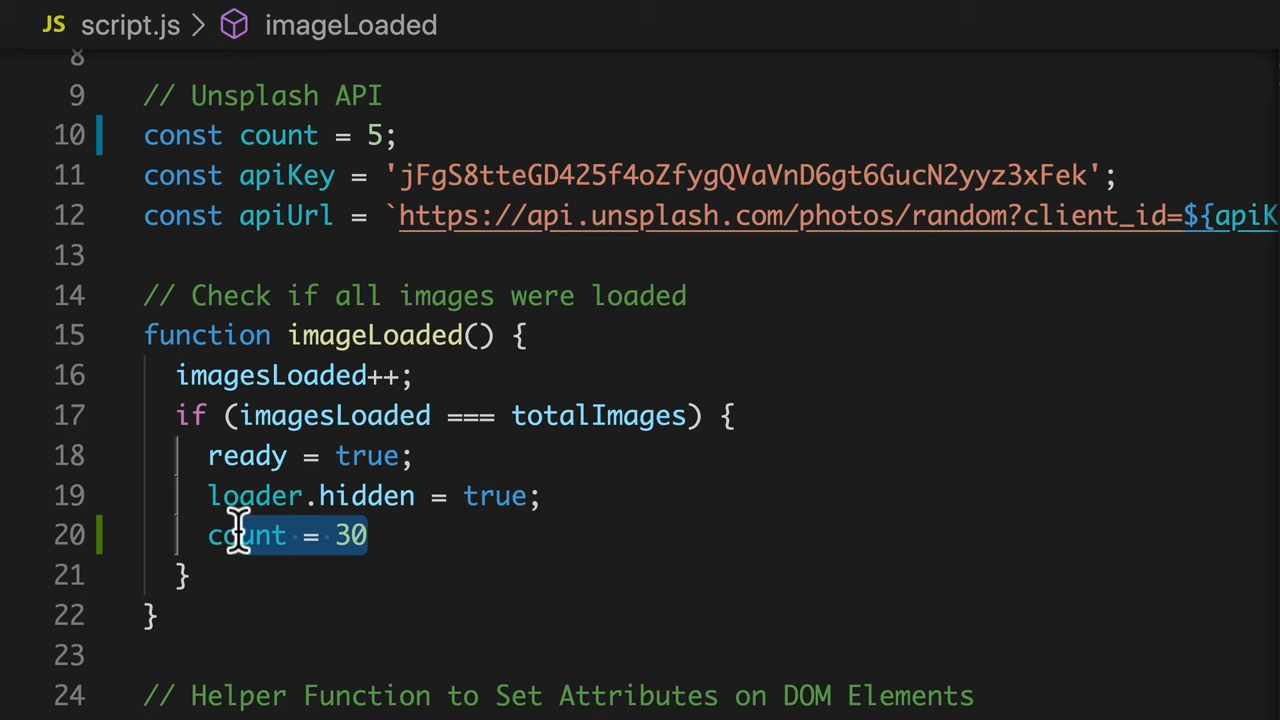 JS script.js > imageLoaded
8
9 // Unsplash API
10 const count = 5;
11 const apiKey = 'jFgS8tteGD425f4oZfygQVaVnD6gt6GucN2yyz3xFek';
12 const apiUrl = `https://api.unsplash.com/photos/random?client_id=${apiK
13
14 // Check if all images were loaded
15 function imageLoaded() {
16 imagesLoaded++;
17 if (imagesLoaded === totalImages) {
18 ready = true;
19 loader.hidden = true;
20 count = 30
21 }
22 }
23
24 // Helper Function to Set Attributes on DOM Elements